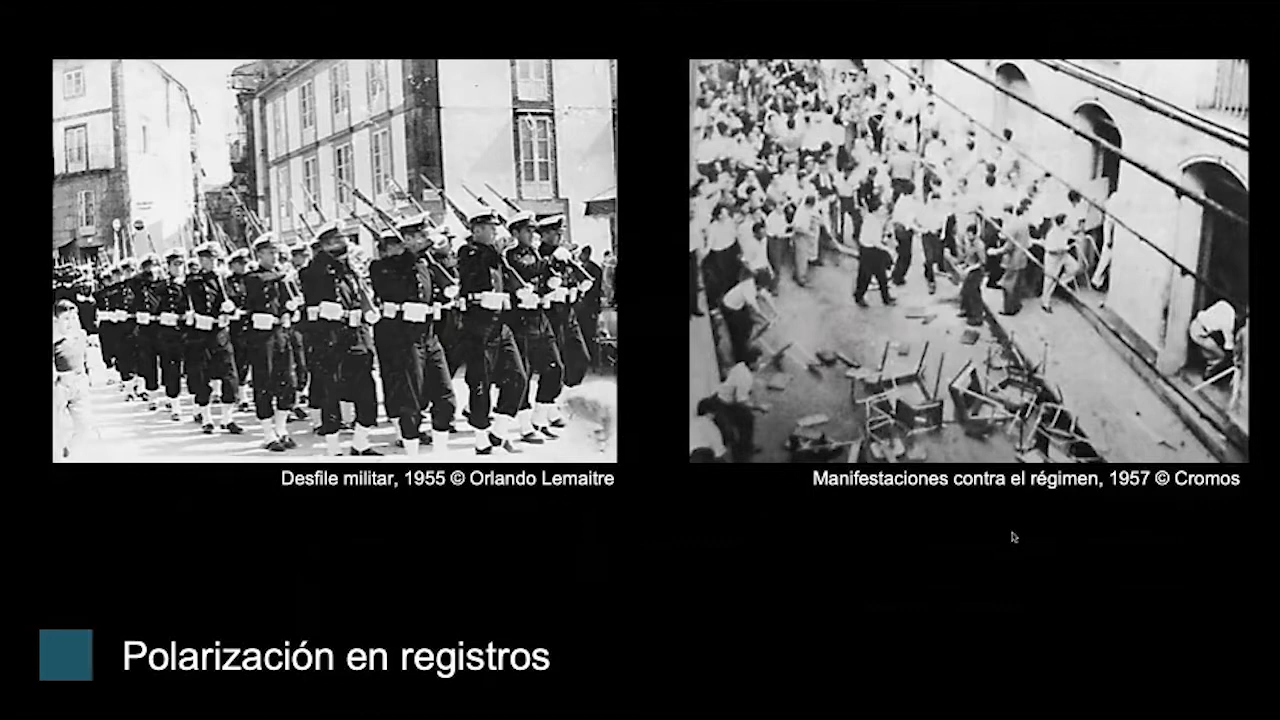 Desfile militar, 1955 © Orlando Lemaitre
Manifestaciones contra el régimen, 1957 © Cromos
Polarización en registros